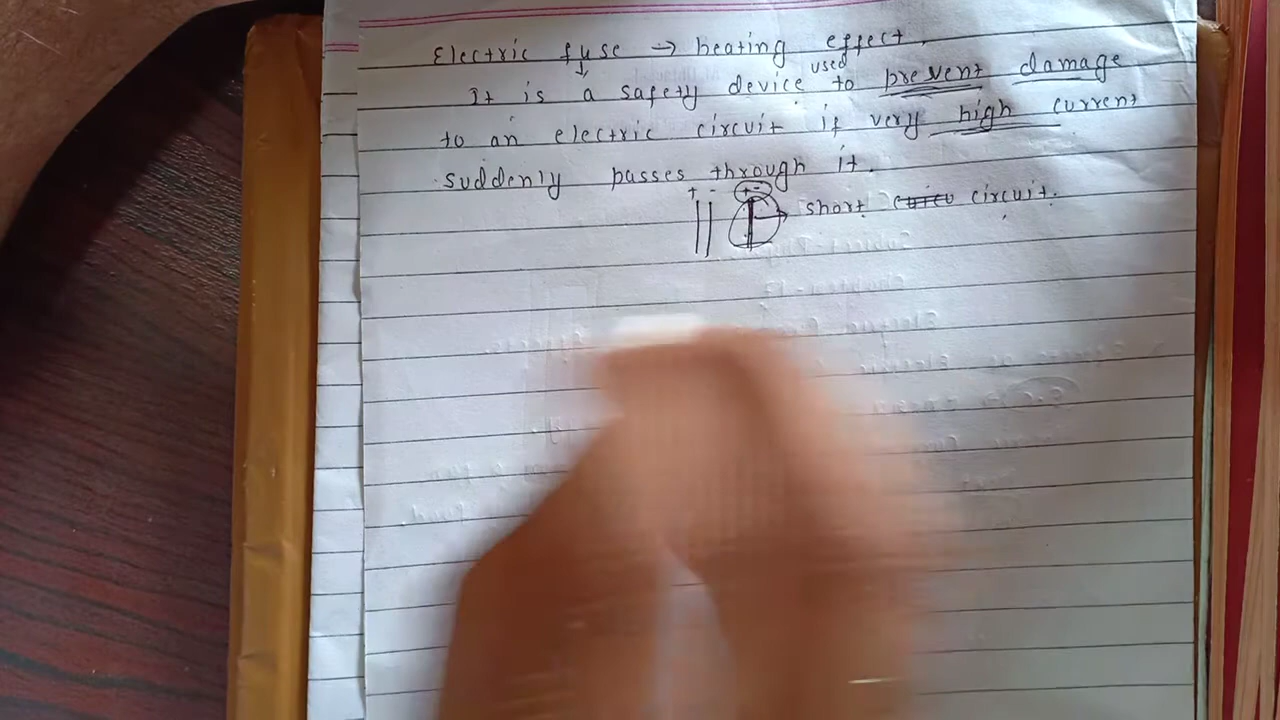 Electric fuse → heating effect.
used
It is a safety device to prevent damage
to an electric circuit if very high current
suddenly passes through it.
+ - + - short circuit.